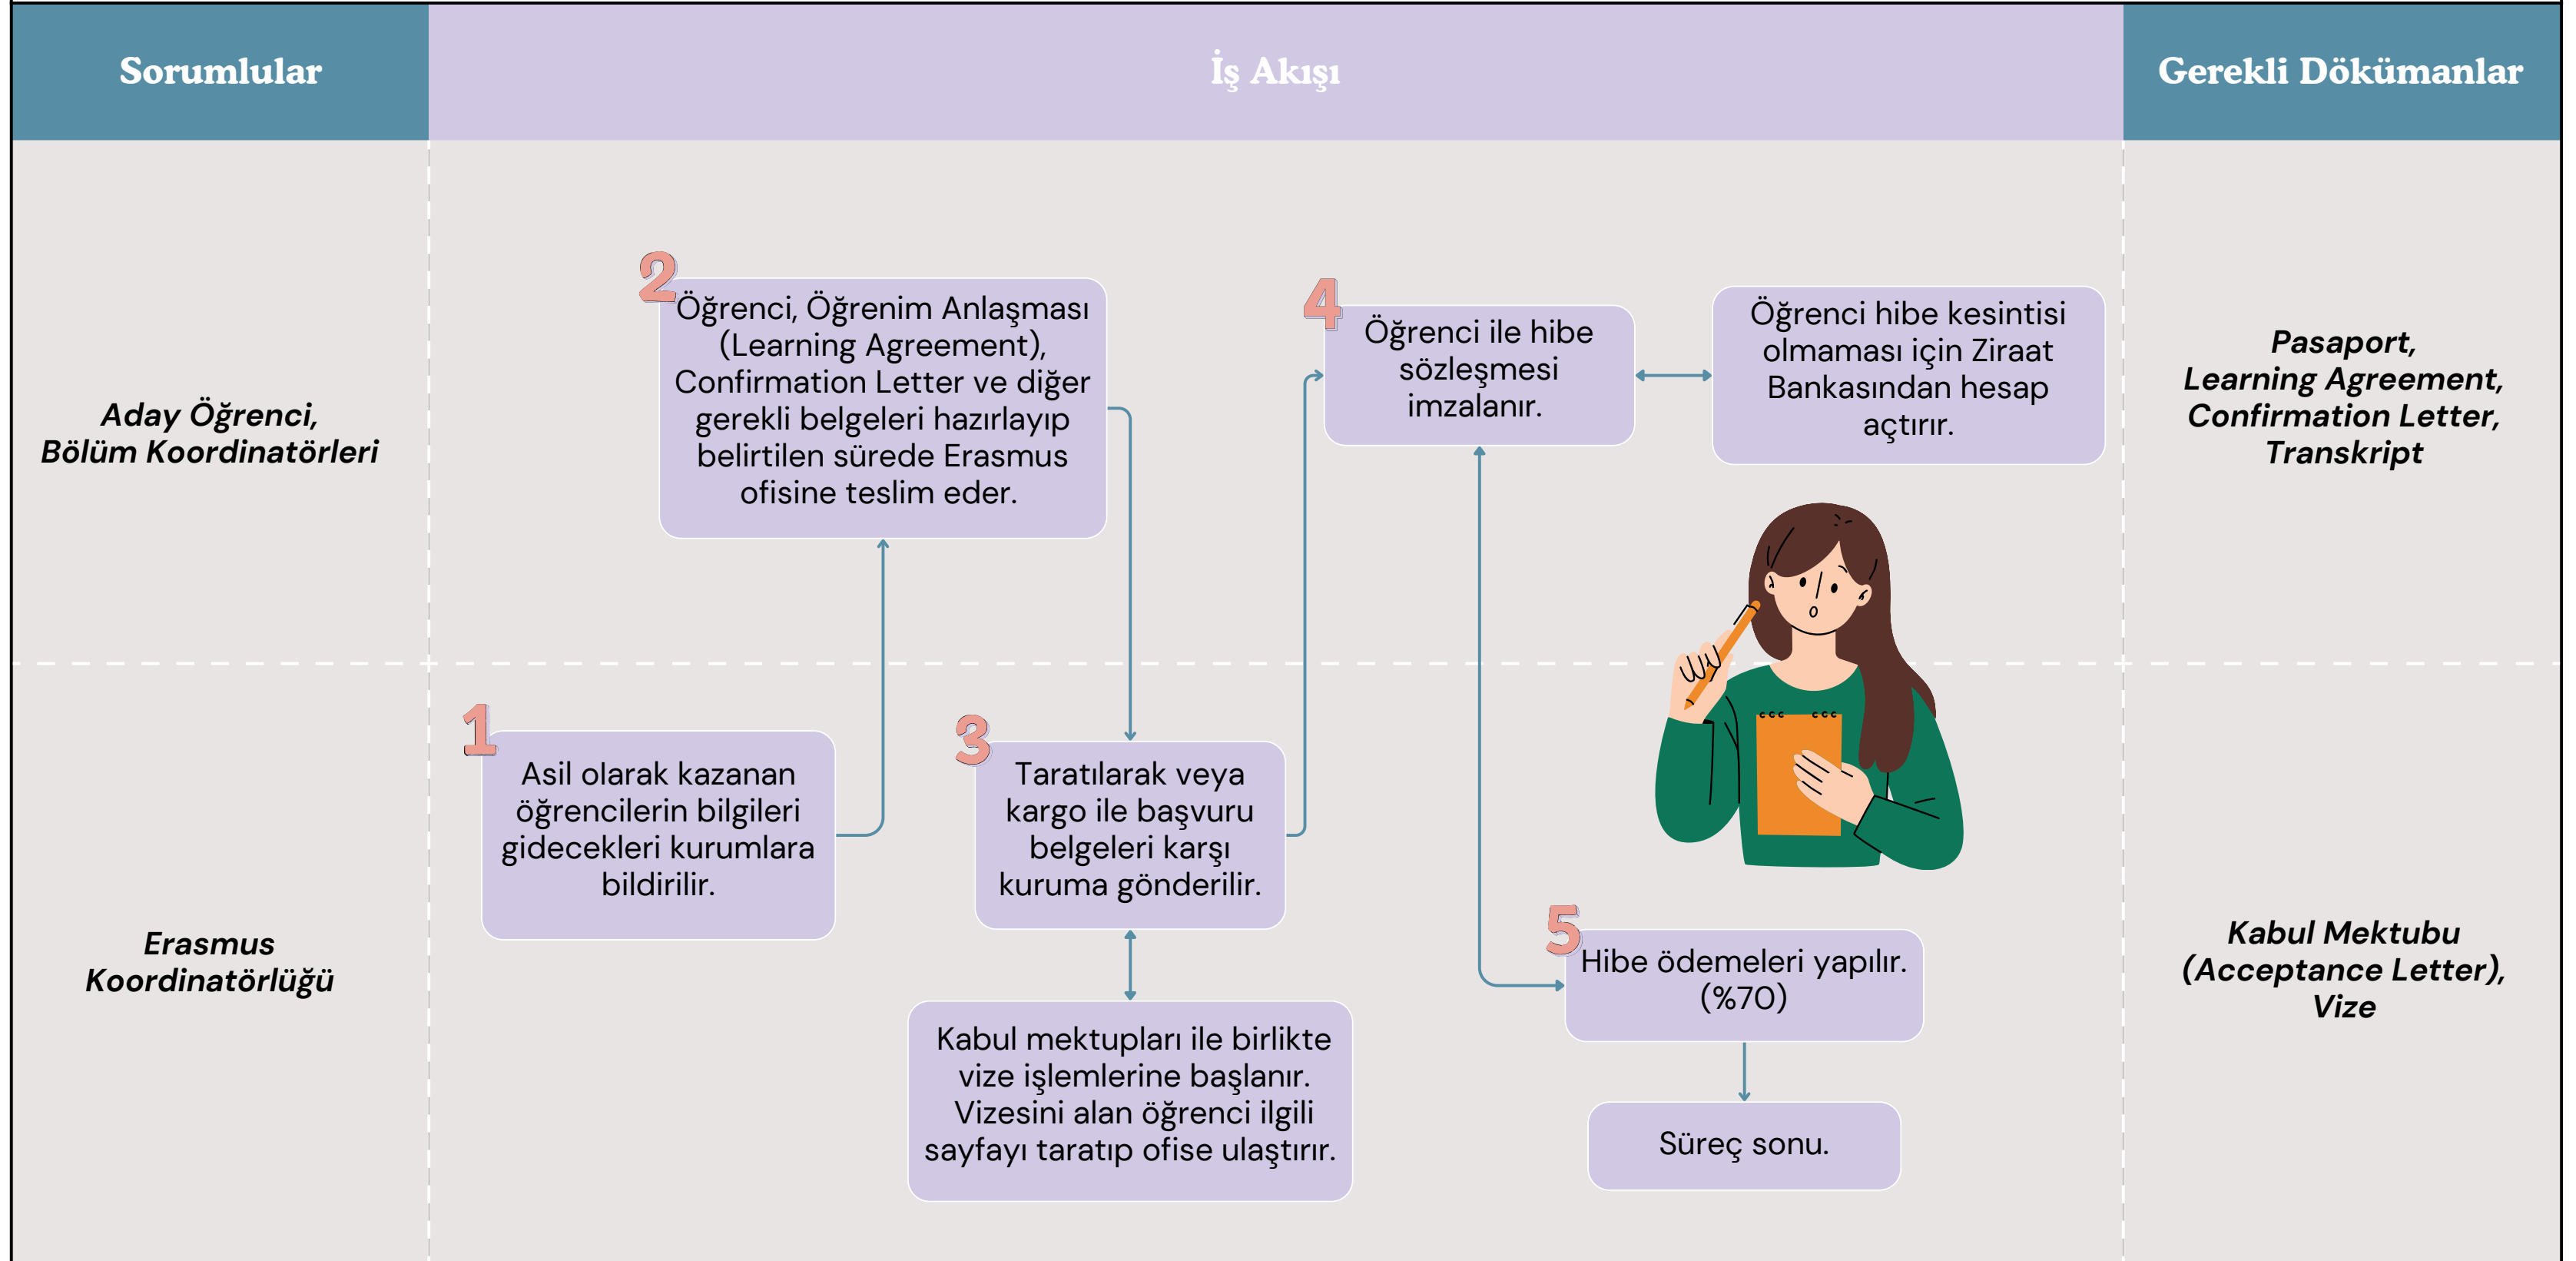 Sorumlular
İş Akışı
Gerekli Dökümanlar
Aday Öğrenci,
Bölüm Koordinatörleri
2
Öğrenci, Öğrenim Anlaşması
(Learning Agreement),
Confirmation Letter ve diğer
gerekli belgeleri hazırlayıp
belirtilen sürede Erasmus
ofisine teslim eder.
4
Öğrenci ile hibe
sözleşmesi
imzalanır.
Öğrenci hibe kesintisi
olmaması için Ziraat
Bankasından hesap
açtırır.
Pasaport,
Learning Agreement,
Confirmation Letter,
Transkript
Erasmus
Koordinatörlüğü
1
Asil olarak kazanan
öğrencilerin bilgileri
gidecekleri kurumlara
bildirilir.
3
Taratılarak veya
kargo ile başvuru
belgeleri karşı
kuruma gönderilir.
Kabul mektupları ile birlikte
vize işlemlerine başlanır.
Vizesini alan öğrenci ilgili
sayfayı taratıp ofise ulaştırır.
5
Hibe ödemeleri yapılır.
(%70)
Süreç sonu.
Kabul Mektubu
(Acceptance Letter),
Vize